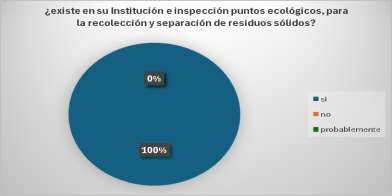 ¿existe en su Institución e inspección puntos ecológicos, para
la recolección y separación de residuos sólidos?
0%
100%
si
no
probablemente